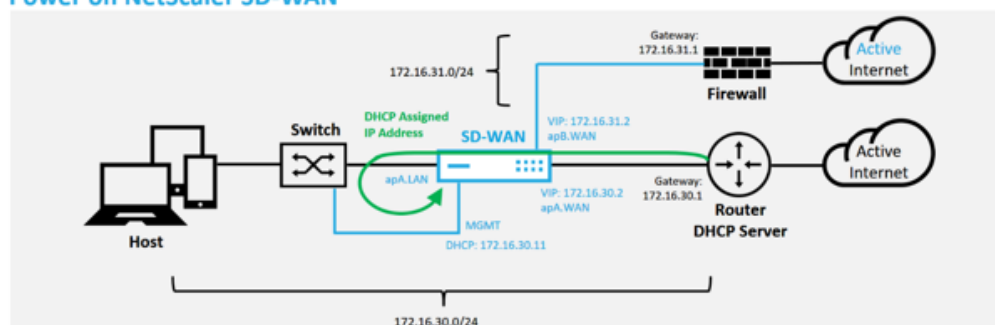 Power on NetScaler SD-WAN
Gateway:
172.16.31.1
Active
Internet
172.16.31.0/24
Firewall
DHCP Assigned
IP Address
Switch
SD-WAN
VIP: 172.16.31.2
apB.WAN
Active
Internet
apA.LAN
Gateway:
172.16.30.1
VIP: 172.16.30.2
apA.WAN
Router
DHCP Server
MGMT
DHCP: 172.16.30.11
Host
172.16.30.0/24